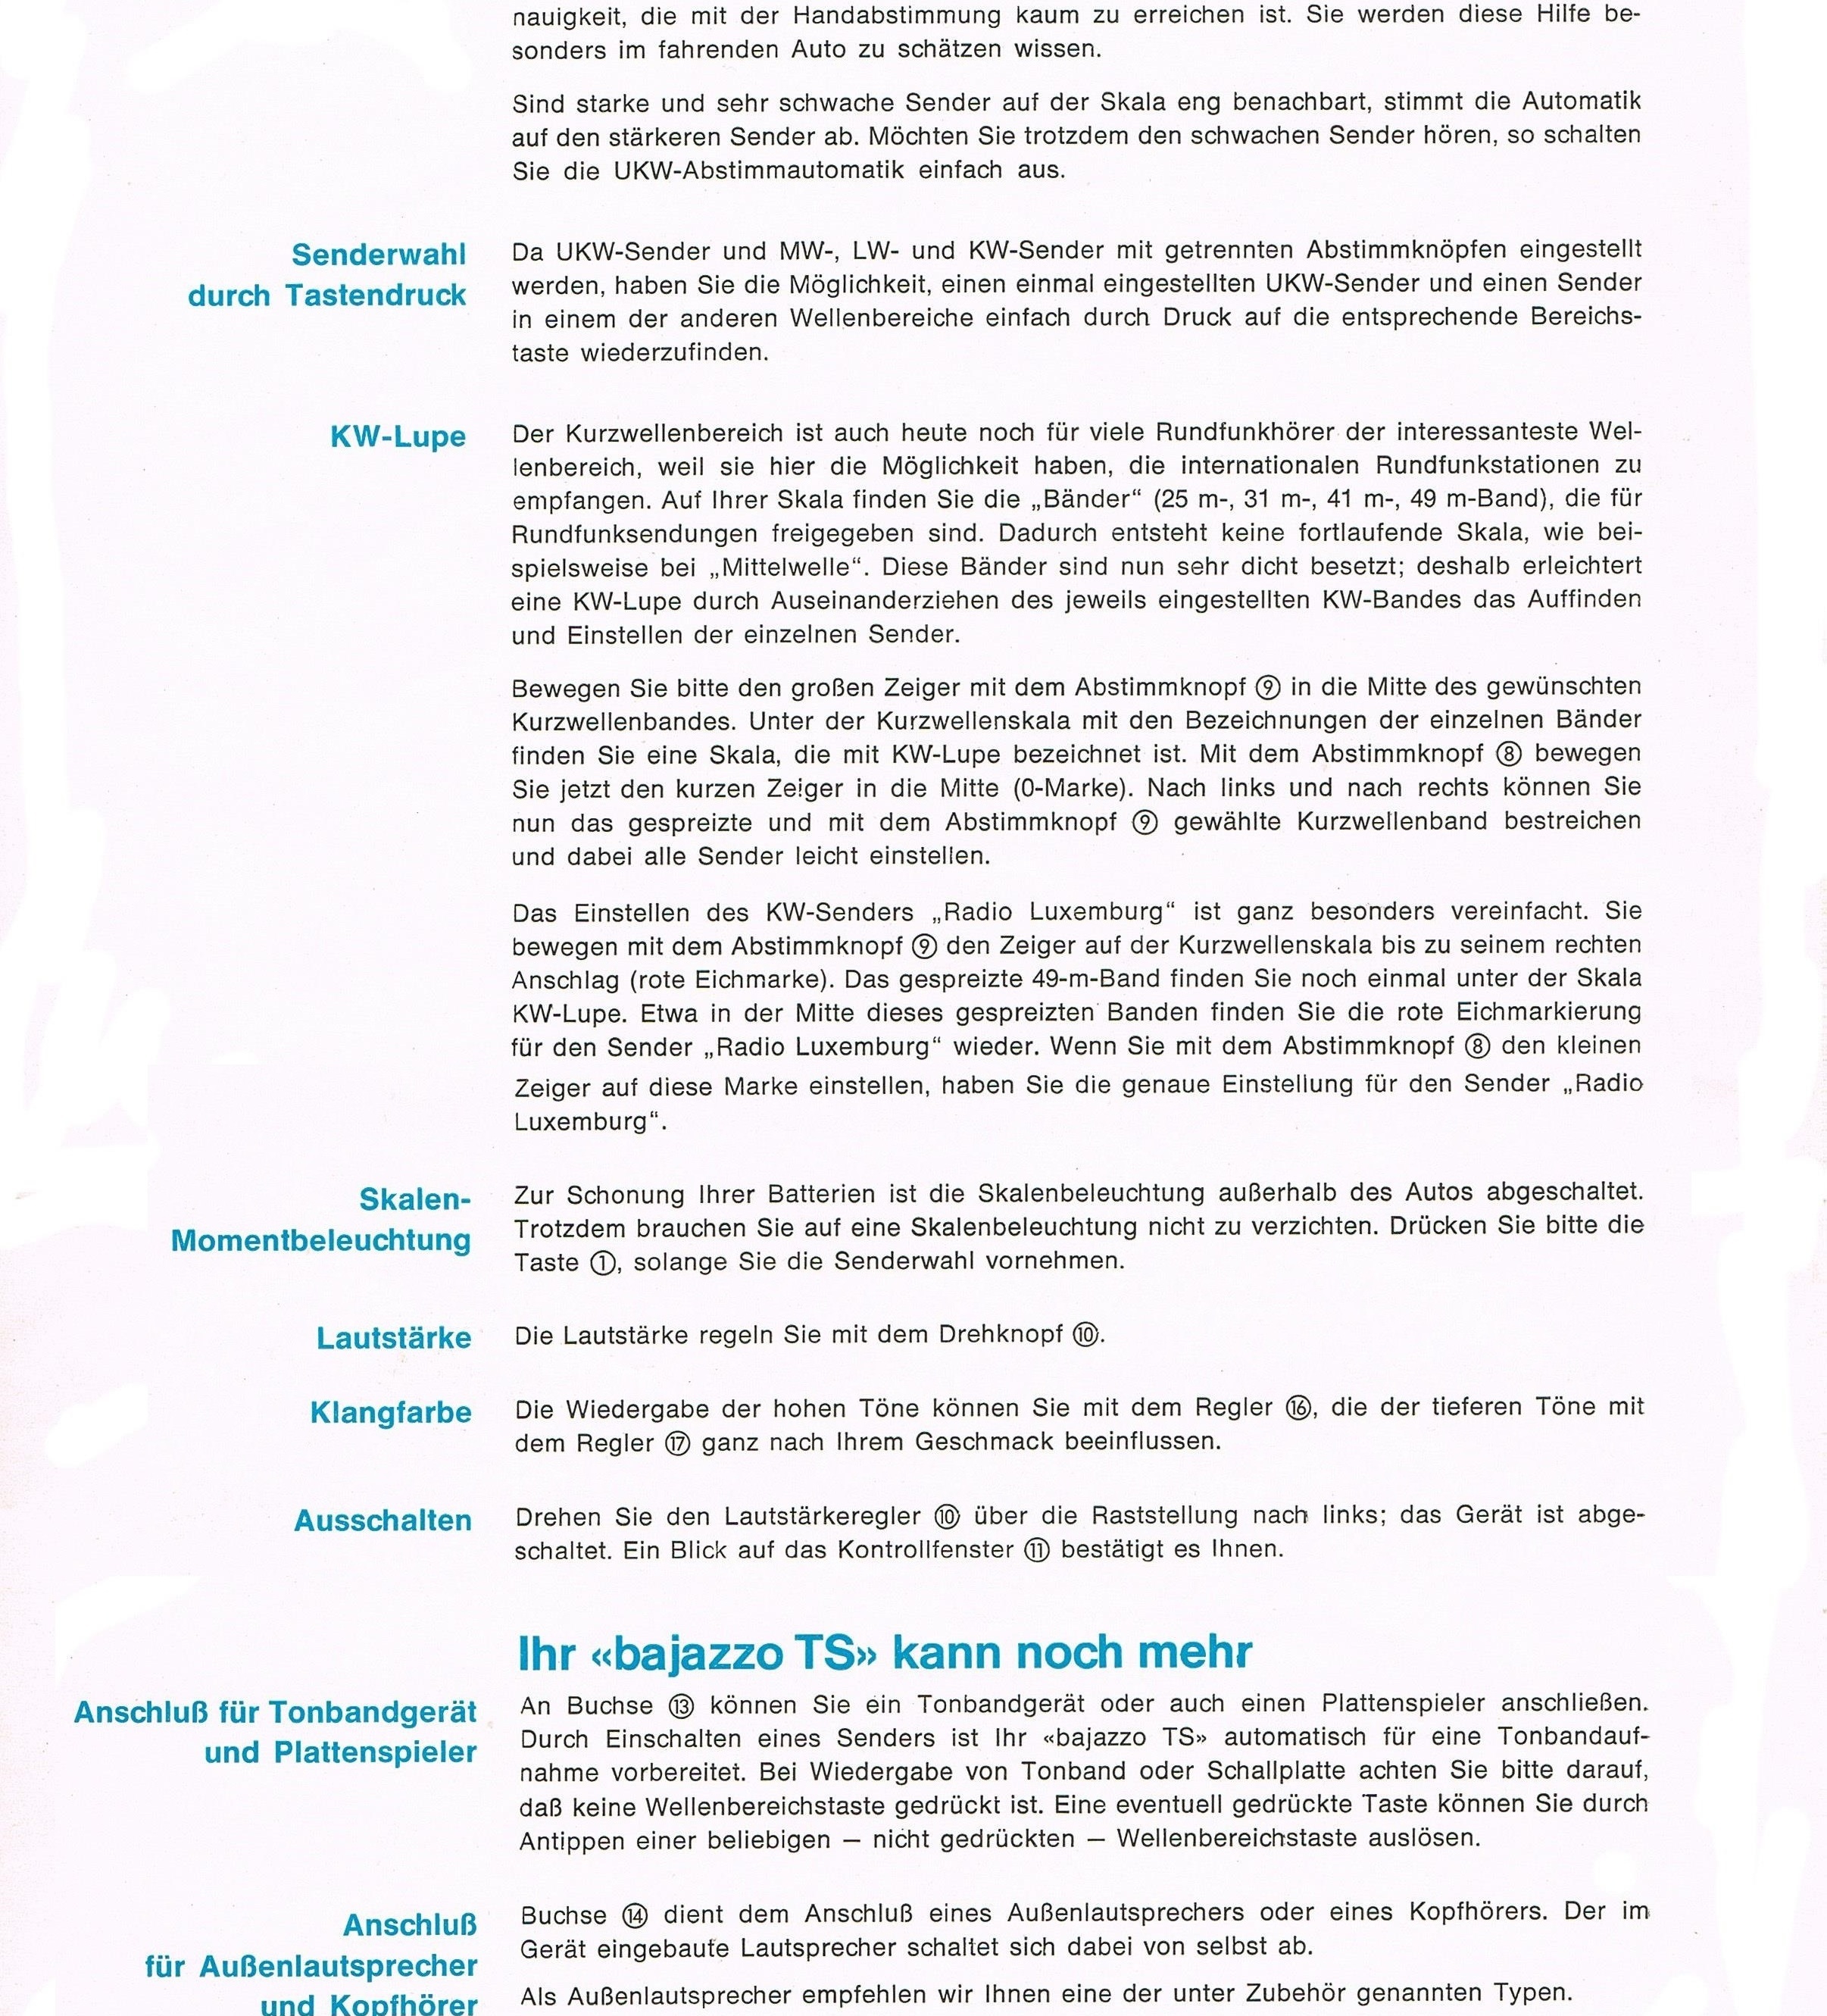 nauigkeit, die mit der Handabstimmung kaum zu erreichen ist. Sie werden diese Hilfe be-
sonders im fahrenden Auto zu schätzen wissen.
Sind starke und sehr schwache Sender auf der Skala eng benachbart, stimmt die Automatik
auf den stärkeren Sender ab. Möchten Sie trotzdem den schwachen Sender hören, so schalten
Sie die UKW-Abstimmautomatik einfach aus.
Senderwahl
durch Tastendruck
Da UKW-Sender und MW-, LW- und KW-Sender mit getrennten Abstimmknöpfen eingestellt
werden, haben Sie die Möglichkeit, einen einmal eingestellten UKW-Sender und einen Sender
in einem der anderen Wellenbereiche einfach durch Druck auf die entsprechende Bereichs-
taste wiederzufinden.
KW-Lupe
Der Kurzwellenbereich ist auch heute noch für viele Rundfunkhörer der interessanteste Wel-
lenbereich, weil sie hier die Möglichkeit haben, die internationalen Rundfunkstationen zu
empfangen. Auf Ihrer Skala finden Sie die „Bänder“ (25 m-, 31 m-, 41 m-, 49 m-Band), die für
Rundfunksendungen freigegeben sind. Dadurch entsteht keine fortlaufende Skala, wie bei-
spielsweise bei „Mittelwelle“. Diese Bänder sind nun sehr dicht besetzt; deshalb erleichtert
eine KW-Lupe durch Auseinanderziehen des jeweils eingestellten KW-Bandes das Auffinden
und Einstellen der einzelnen Sender.
Bewegen Sie bitte den großen Zeiger mit dem Abstimmknopf ⑨ in die Mitte des gewünschten
Kurzwellenbandes. Unter der Kurzwellenskala mit den Bezeichnungen der einzelnen Bänder
finden Sie eine Skala, die mit KW-Lupe bezeichnet ist. Mit dem Abstimmknopf ⑧ bewegen
Sie jetzt den kurzen Zeiger in die Mitte (0-Marke). Nach links und nach rechts können Sie
nun das gespreizte und mit dem Abstimmknopf ⑨ gewählte Kurzwellenband bestreichen
und dabei alle Sender leicht einstellen.
Das Einstellen des KW-Senders „Radio Luxemburg“ ist ganz besonders vereinfacht. Sie
bewegen mit dem Abstimmknopf ⑨ den Zeiger auf der Kurzwellenskala bis zu seinem rechten
Anschlag (rote Eichmarke). Das gespreizte 49-m-Band finden Sie noch einmal unter der Skala
KW-Lupe. Etwa in der Mitte dieses gespreizten Banden finden Sie die rote Eichmarkierung
für den Sender „Radio Luxemburg“ wieder. Wenn Sie mit dem Abstimmknopf ⑧ den kleinen
Zeiger auf diese Marke einstellen, haben Sie die genaue Einstellung für den Sender „Radio
Luxemburg“.
Skalen-
Momentbeleuchtung
Zur Schonung Ihrer Batterien ist die Skalenbeleuchtung außerhalb des Autos abgeschaltet.
Trotzdem brauchen Sie auf eine Skalenbeleuchtung nicht zu verzichten. Drücken Sie bitte die
Taste ①, solange Sie die Senderwahl vornehmen.
Lautstärke
Die Lautstärke regeln Sie mit dem Drehknopf ⑩.
Klangfarbe
Die Wiedergabe der hohen Töne können Sie mit dem Regler ⑯, die der tieferen Töne mit
dem Regler ⑰ ganz nach Ihrem Geschmack beeinflussen.
Ausschalten
Drehen Sie den Lautstärkeregler ⑩ über die Raststellung nach links; das Gerät ist abge-
schaltet. Ein Blick auf das Kontrollfenster ⑪ bestätigt es Ihnen.
Ihr «bajazzo TS» kann noch mehr
Anschluß für Tonbandgerät
und Plattenspieler
An Buchse ⑬ können Sie ein Tonbandgerät oder auch einen Plattenspieler anschließen.
Durch Einschalten eines Senders ist Ihr «bajazzo TS» automatisch für eine Tonbandauf-
nahme vorbereitet. Bei Wiedergabe von Tonband oder Schallplatte achten Sie bitte darauf,
daß keine Wellenbereichstaste gedrückt ist. Eine eventuell gedrückte Taste können Sie durch
Antippen einer beliebigen — nicht gedrückten — Wellenbereichstaste auslösen.
Anschluß
für Außenlautsprecher
und Kopfhörer
Buchse ⑭ dient dem Anschluß eines Außenlautsprechers oder eines Kopfhörers. Der im
Gerät eingebaute Lautsprecher schaltet sich dabei von selbst ab.
Als Außenlautsprecher empfehlen wir Ihnen eine der unter Zubehör genannten Typen.